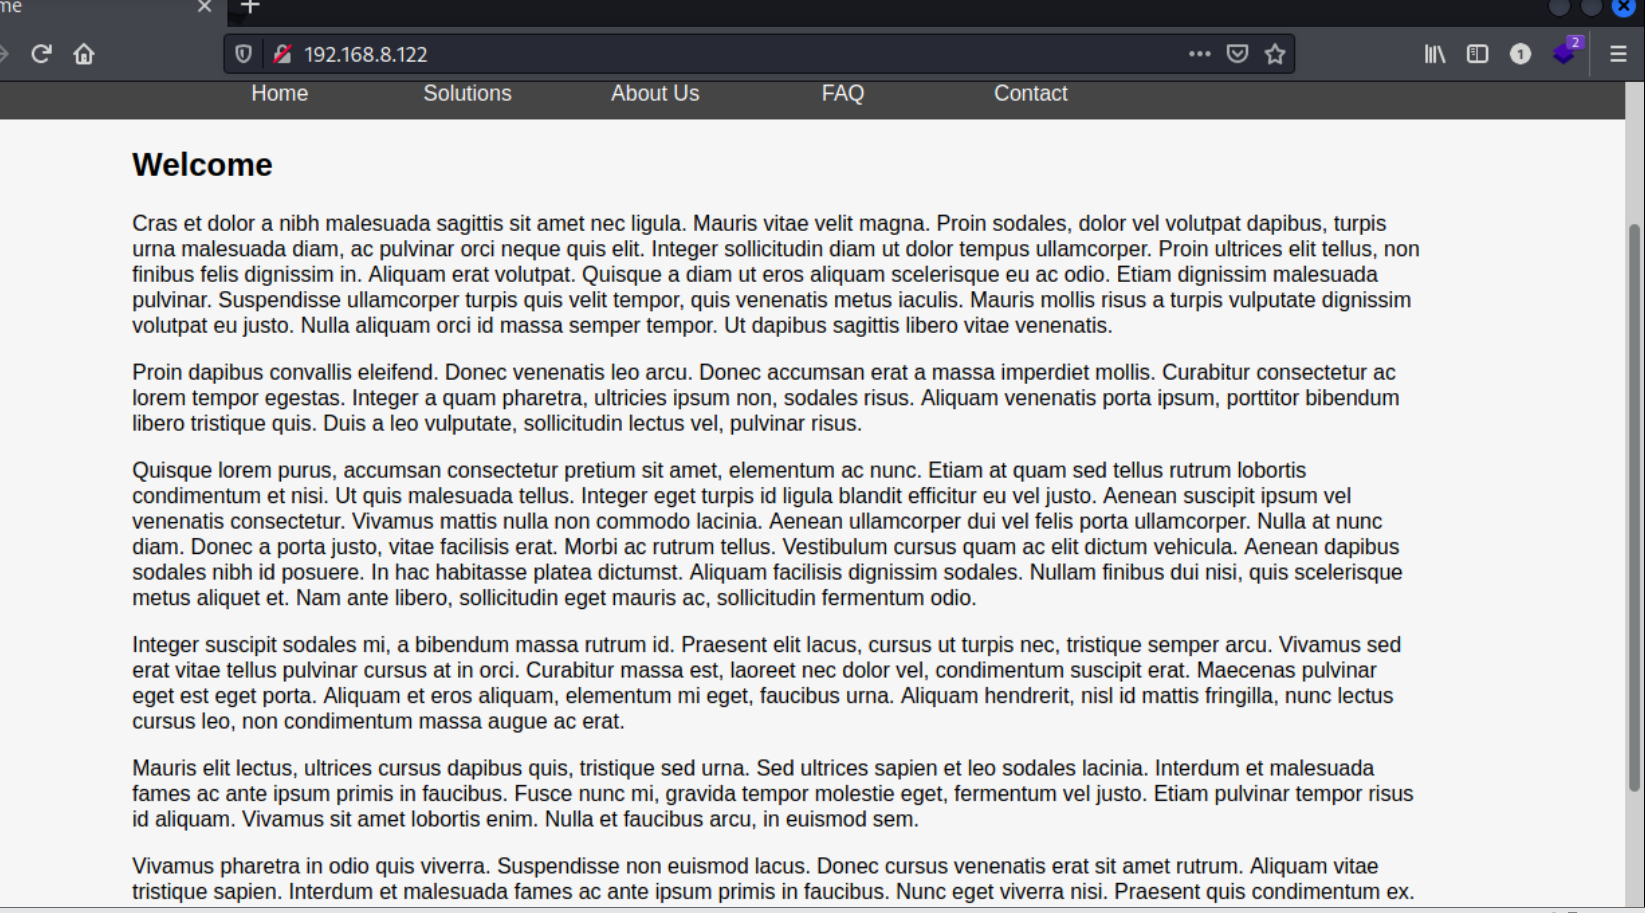 me
192.168.8.122
1
2
Home Solutions About Us FAQ Contact
Welcome
Cras et dolor a nibh malesuada sagittis sit amet nec ligula. Mauris vitae velit magna. Proin sodales, dolor vel volutpat dapibus, turpis
urna malesuada diam, ac pulvinar orci neque quis elit. Integer sollicitudin diam ut dolor tempus ullamcorper. Proin ultrices elit tellus, non
finibus felis dignissim in. Aliquam erat volutpat. Quisque a diam ut eros aliquam scelerisque eu ac odio. Etiam dignissim malesuada
pulvinar. Suspendisse ullamcorper turpis quis velit tempor, quis venenatis metus iaculis. Mauris mollis risus a turpis vulputate dignissim
volutpat eu justo. Nulla aliquam orci id massa semper tempor. Ut dapibus sagittis libero vitae venenatis.
Proin dapibus convallis eleifend. Donec venenatis leo arcu. Donec accumsan erat a massa imperdiet mollis. Curabitur consectetur ac
lorem tempor egestas. Integer a quam pharetra, ultricies ipsum non, sodales risus. Aliquam venenatis porta ipsum, porttitor bibendum
libero tristique quis. Duis a leo vulputate, sollicitudin lectus vel, pulvinar risus.
Quisque lorem purus, accumsan consectetur pretium sit amet, elementum ac nunc. Etiam at quam sed tellus rutrum lobortis
condimentum et nisi. Ut quis malesuada tellus. Integer eget turpis id ligula blandit efficitur eu vel justo. Aenean suscipit ipsum vel
venenatis consectetur. Vivamus mattis nulla non commodo lacinia. Aenean ullamcorper dui vel felis porta ullamcorper. Nulla at nunc
diam. Donec a porta justo, vitae facilisis erat. Morbi ac rutrum tellus. Vestibulum cursus quam ac elit dictum vehicula. Aenean dapibus
sodales nibh id posuere. In hac habitasse platea dictumst. Aliquam facilisis dignissim sodales. Nullam finibus dui nisi, quis scelerisque
metus aliquet et. Nam ante libero, sollicitudin eget mauris ac, sollicitudin fermentum odio.
Integer suscipit sodales mi, a bibendum massa rutrum id. Praesent elit lacus, cursus ut turpis nec, tristique semper arcu. Vivamus sed
erat vitae tellus pulvinar cursus at in orci. Curabitur massa est, laoreet nec dolor vel, condimentum suscipit erat. Maecenas pulvinar
eget est eget porta. Aliquam et eros aliquam, elementum mi eget, faucibus urna. Aliquam hendrerit, nisl id mattis fringilla, nunc lectus
cursus leo, non condimentum massa augue ac erat.
Mauris elit lectus, ultrices cursus dapibus quis, tristique sed urna. Sed ultrices sapien et leo sodales lacinia. Interdum et malesuada
fames ac ante ipsum primis in faucibus. Fusce nunc mi, gravida tempor molestie eget, fermentum vel justo. Etiam pulvinar tempor risus
id aliquam. Vivamus sit amet lobortis enim. Nulla et faucibus arcu, in euismod sem.
Vivamus pharetra in odio quis viverra. Suspendisse non euismod lacus. Donec cursus venenatis erat sit amet rutrum. Aliquam vitae
tristique sapien. Interdum et malesuada fames ac ante ipsum primis in faucibus. Nunc eget viverra nisi. Praesent quis condimentum ex.